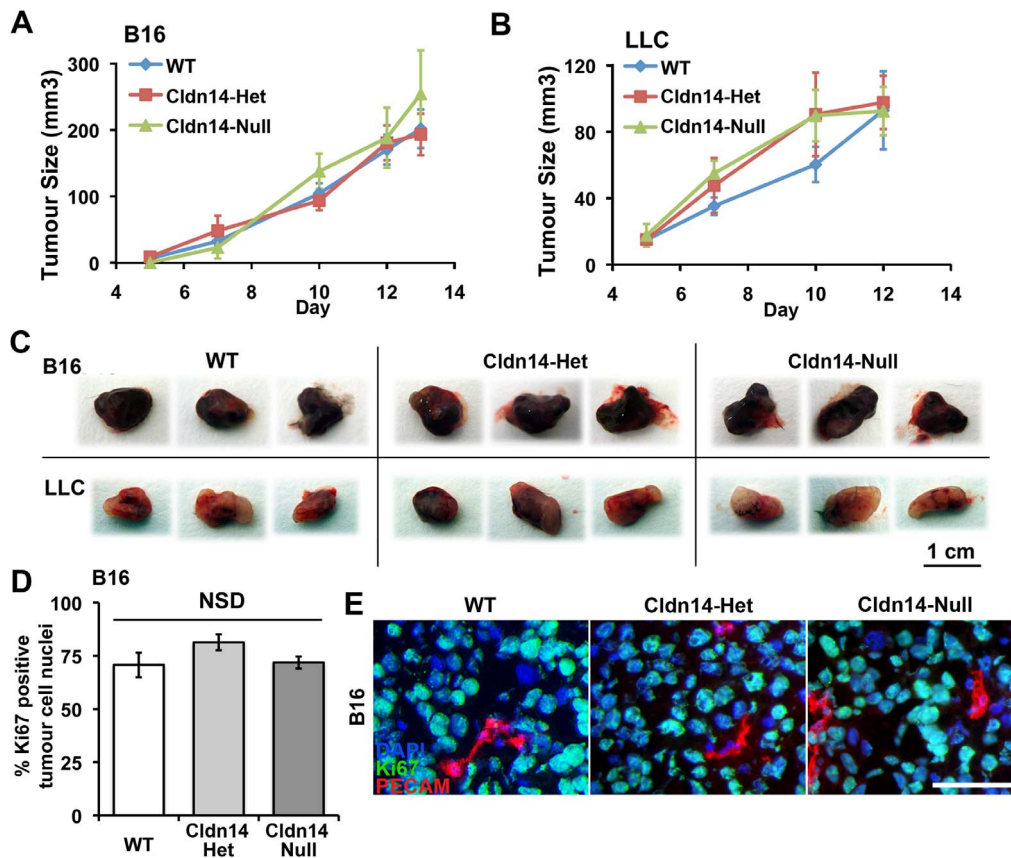 A
B16
Tumour Size (mm3)
300
200
100
0
WT
Cldn14-Het
Cldn14-Null
4 6 8 10 12 14
Day
B
LLC
Tumour Size (mm3)
120
80
40
0
WT
Cldn14-Het
Cldn14-Null
4 6 8 10 12 14
Day
C
WT Cldn14-Het Cldn14-Null
B16
LLC
1 cm
D
B16
% Ki67 positive
tumour cell nuclei
100
75
50
25
0
NSD
WT
Cldn14
Het
Cldn14
Null
E
WT Cldn14-Het Cldn14-Null
B16
DAPI
Ki67
PECAM